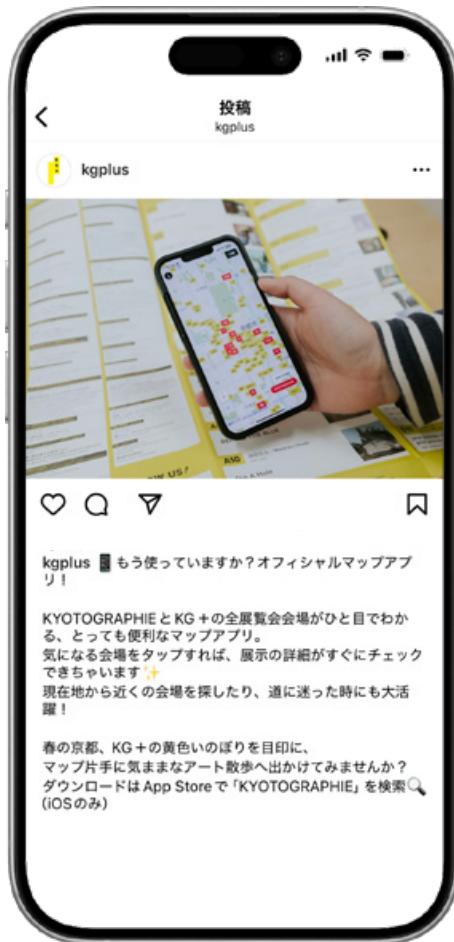 投稿
kgplus
kgplus
A10
kgplus 📱 もう使っていますか？オフィシャルマップアプ
リ！
KYOTOGRAPHIEとKG＋の全展覧会会場がひと目でわか
る、とっても便利なマップアプリ。
気になる会場をタップすれば、展示の詳細がすぐにチェック
できちゃいます✨
現在地から近くの会場を探したり、道に迷った時にも大活
躍！
春の京都、KG＋の黄色いのぼりを目印に、
マップ片手に気ままなアート散歩へ出かけてみませんか？
ダウンロードはApp Storeで「KYOTOGRAPHIE」を検索🔍
(iOSのみ)